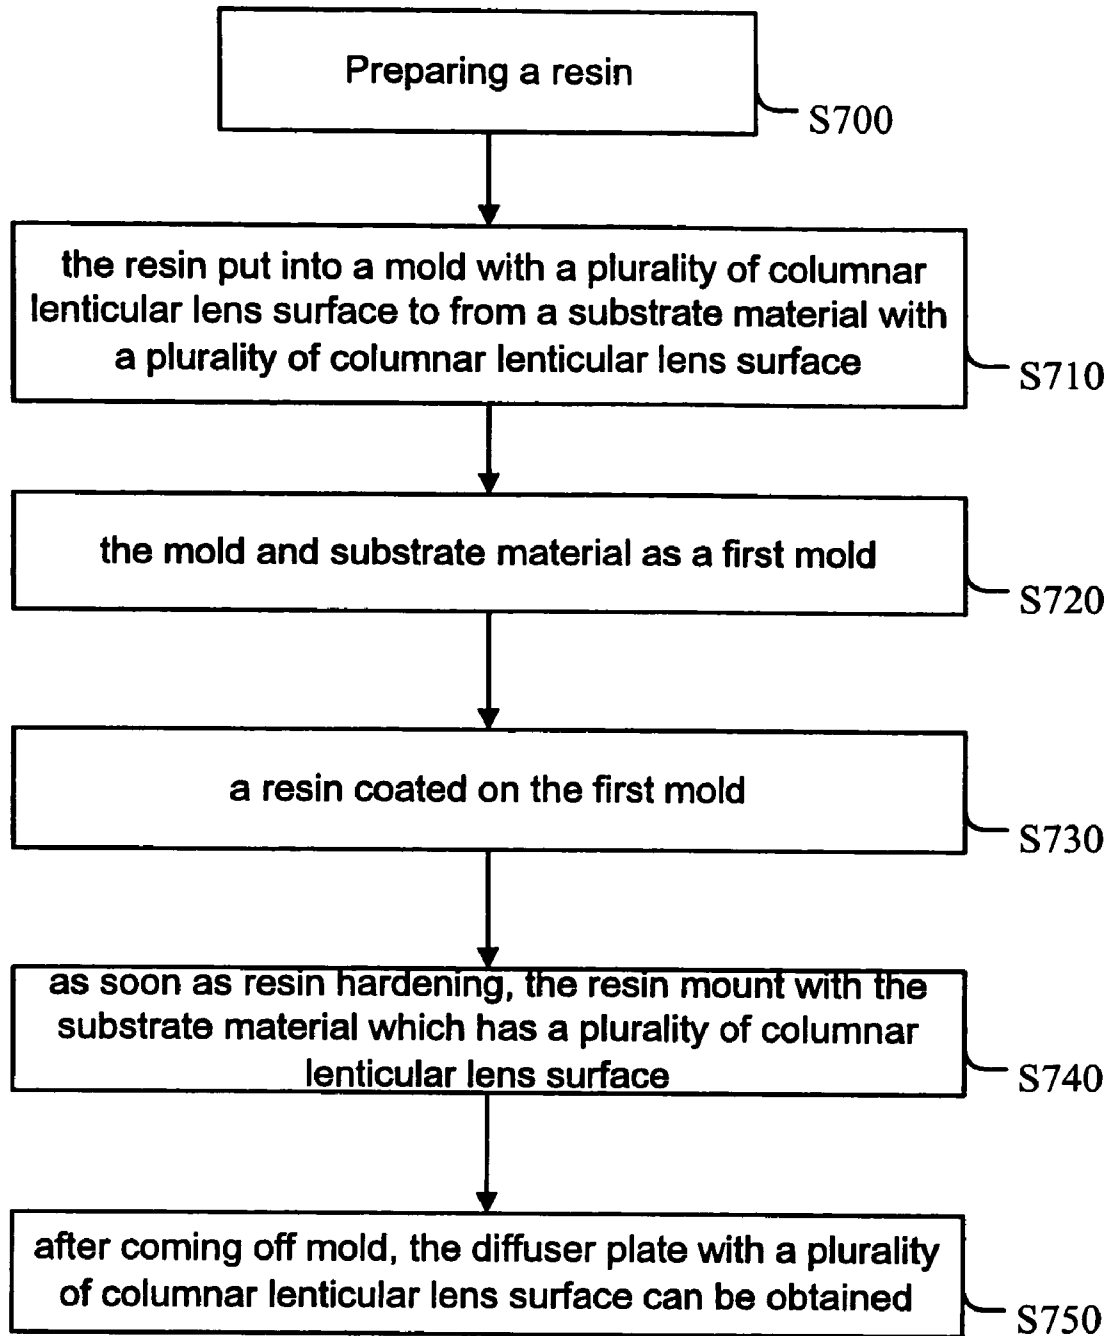 Preparing a resin
S700
the resin put into a mold with a plurality of columnar
lenticular lens surface to from a substrate material with
a plurality of columnar lenticular lens surface
S710
the mold and substrate material as a first mold
S720
a resin coated on the first mold
S730
as soon as resin hardening, the resin mount with the
substrate material which has a plurality of columnar
lenticular lens surface
S740
after coming off mold, the diffuser plate with a plurality
of columnar lenticular lens surface can be obtained
S750